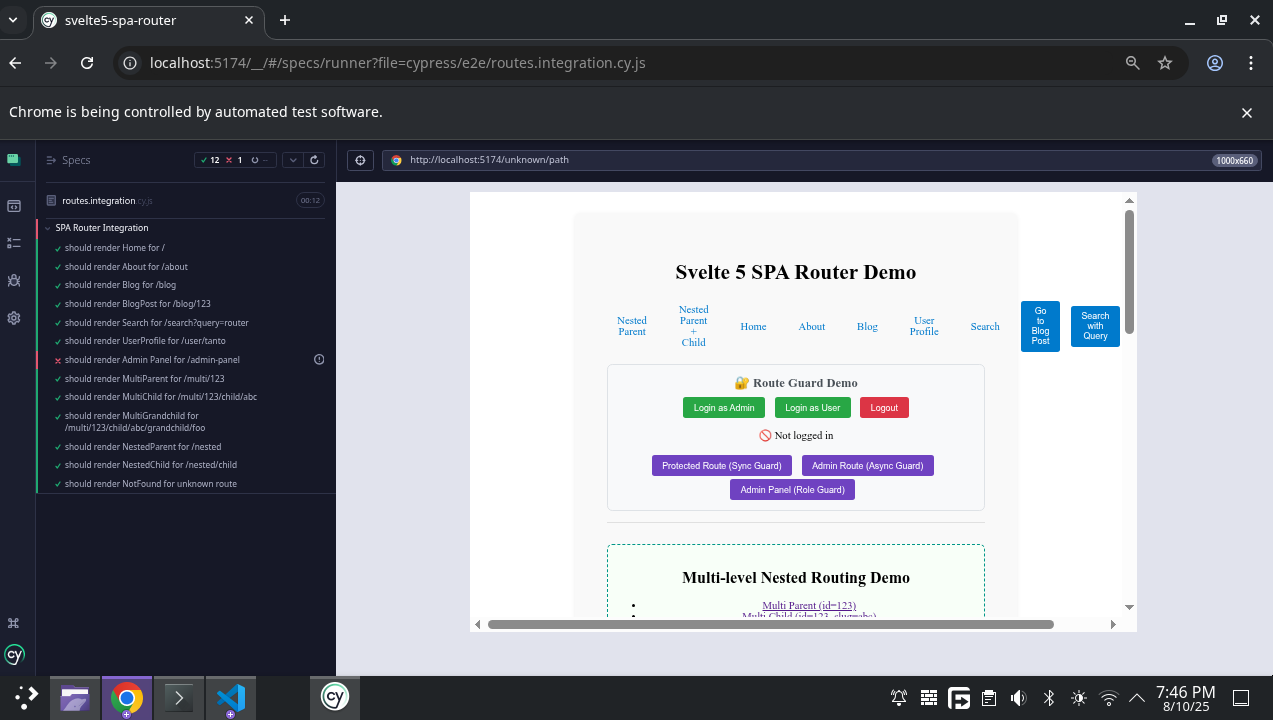 svelte5-spa-router
localhost:5174/__/#/specs/runner?file=cypress/e2e/routes.integration.cy.js
Chrome is being controlled by automated test software.
Specs
12
1
--
routes.integration.cy.js
00:12
SPA Router Integration
should render Home for /
should render About for /about
should render Blog for /blog
should render BlogPost for /blog/123
should render Search for /search?query=router
should render UserProfile for /user/tanto
should render Admin Panel for /admin-panel
should render MultiParent for /multi/123
should render MultiChild for /multi/123/child/abc
should render MultiGrandchild for
/multi/123/child/abc/grandchild/foo
should render NestedParent for /nested
should render NestedChild for /nested/child
should render NotFound for unknown route
cy
http://localhost:5174/unknown/path
1000x660
Svelte 5 SPA Router Demo
Nested
Parent
Nested
Parent
+
Child
Home
About
Blog
User
Profile
Search
Go
to
Blog
Post
Search
with
Query
🔐 Route Guard Demo
Login as Admin
Login as User
Logout
🚫 Not logged in
Protected Route (Sync Guard)
Admin Route (Async Guard)
Admin Panel (Role Guard)
Multi-level Nested Routing Demo
Multi Parent (id=123)
Multi Child (id=123, slug=abc)
cy
7:46 PM
8/10/25